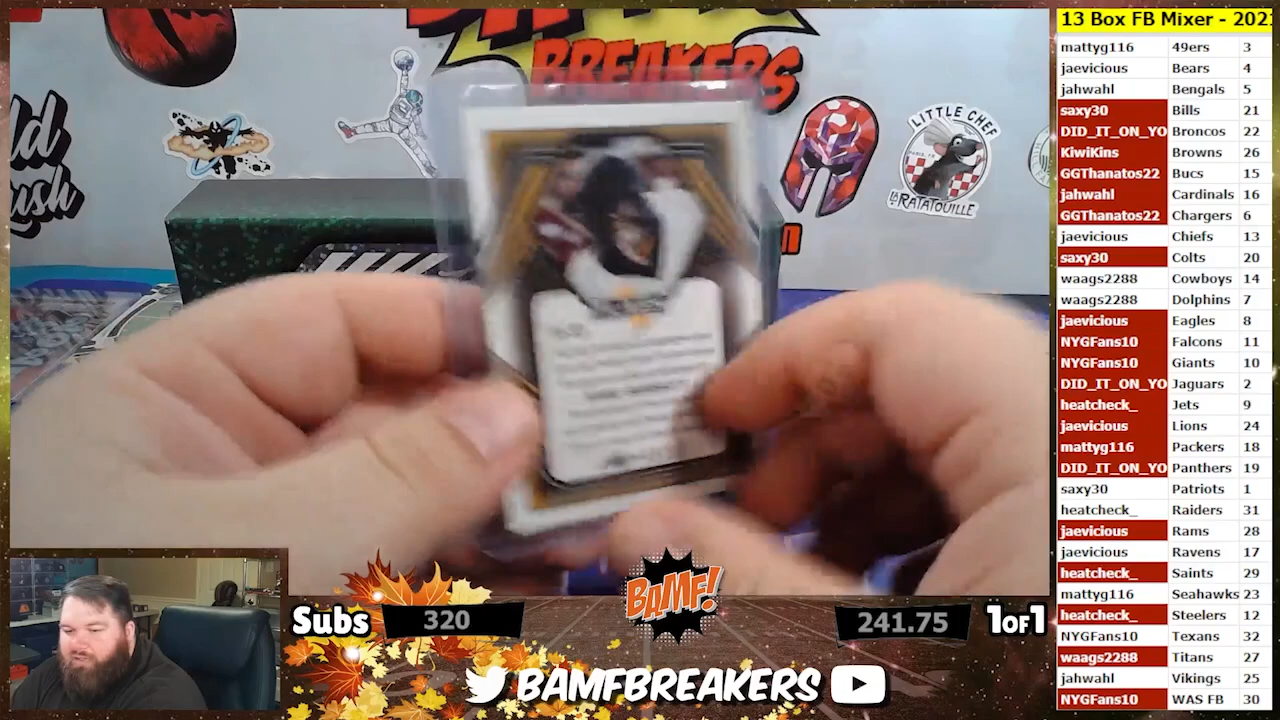 BREAKERS
LITTLE CHEF
PARIS, FR
LA RATATOUILLE
13 Box FB Mixer - 202
mattyg116 49ers 3
jaevicious Bears 4
jahwahl Bengals 5
saxy30 Bills 21
DID_IT_ON_YO Broncos 22
KiwiKins Browns 26
GGThanatos22 Bucs 15
jahwahl Cardinals 16
GGThanatos22 Chargers 6
jaevicious Chiefs 13
saxy30 Colts 20
waags2288 Cowboys 14
waags2288 Dolphins 7
jaevicious Eagles 8
NYGFans10 Falcons 11
NYGFans10 Giants 10
DID_IT_ON_YO Jaguars 2
heatcheck_ Jets 9
jaevicious Lions 24
mattyg116 Packers 18
DID_IT_ON_YO Panthers 19
saxy30 Patriots 1
heatcheck_ Raiders 31
jaevicious Rams 28
jaevicious Ravens 17
heatcheck_ Saints 29
mattyg116 Seahawks 23
heatcheck_ Steelers 12
NYGFans10 Texans 32
waags2288 Titans 27
jahwahl Vikings 25
NYGFans10 WAS FB 30
Subs 320
BAMF!
241.75 1OF1
BAMFBREAKERS